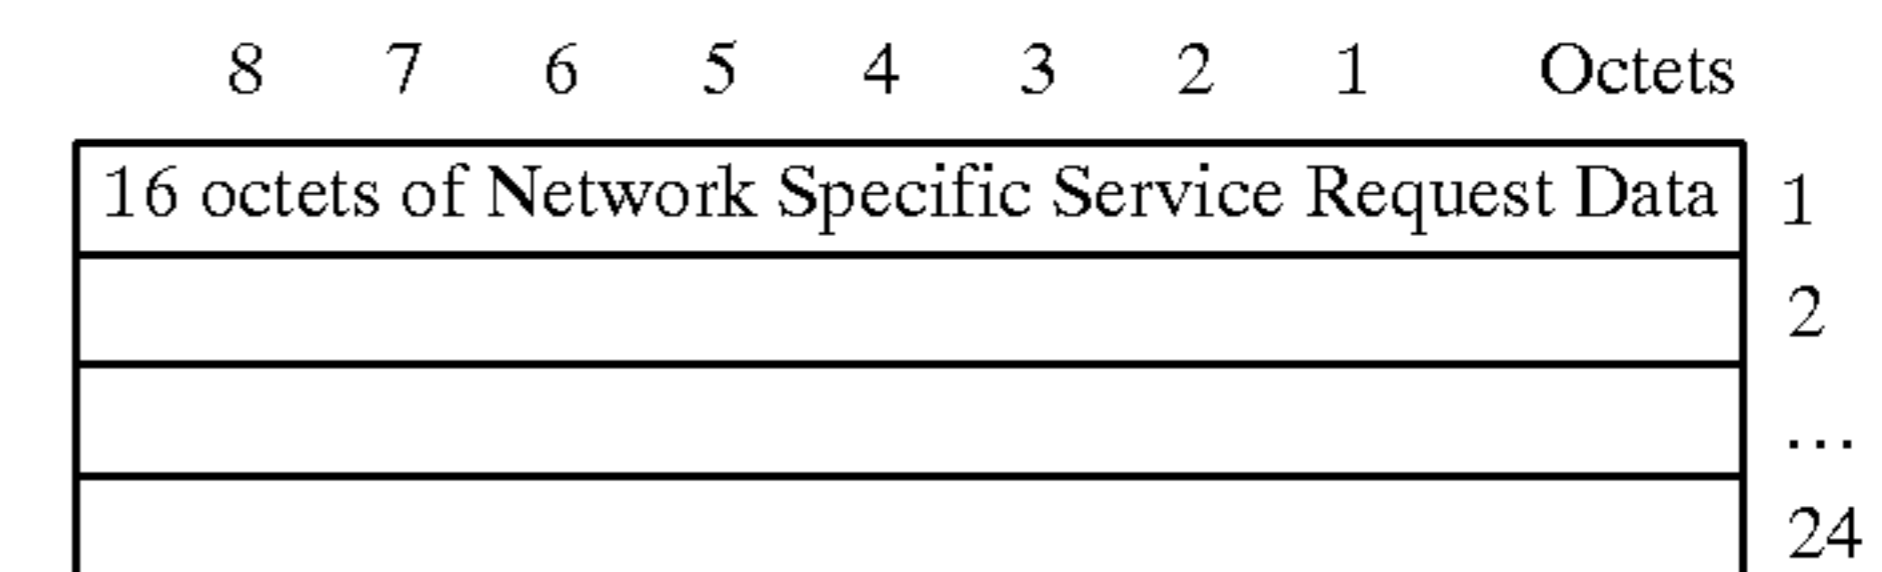 8 7 6 5 4 3 2 1 Octets
16 octets of Network Specific Service Request Data 1
2
...
24